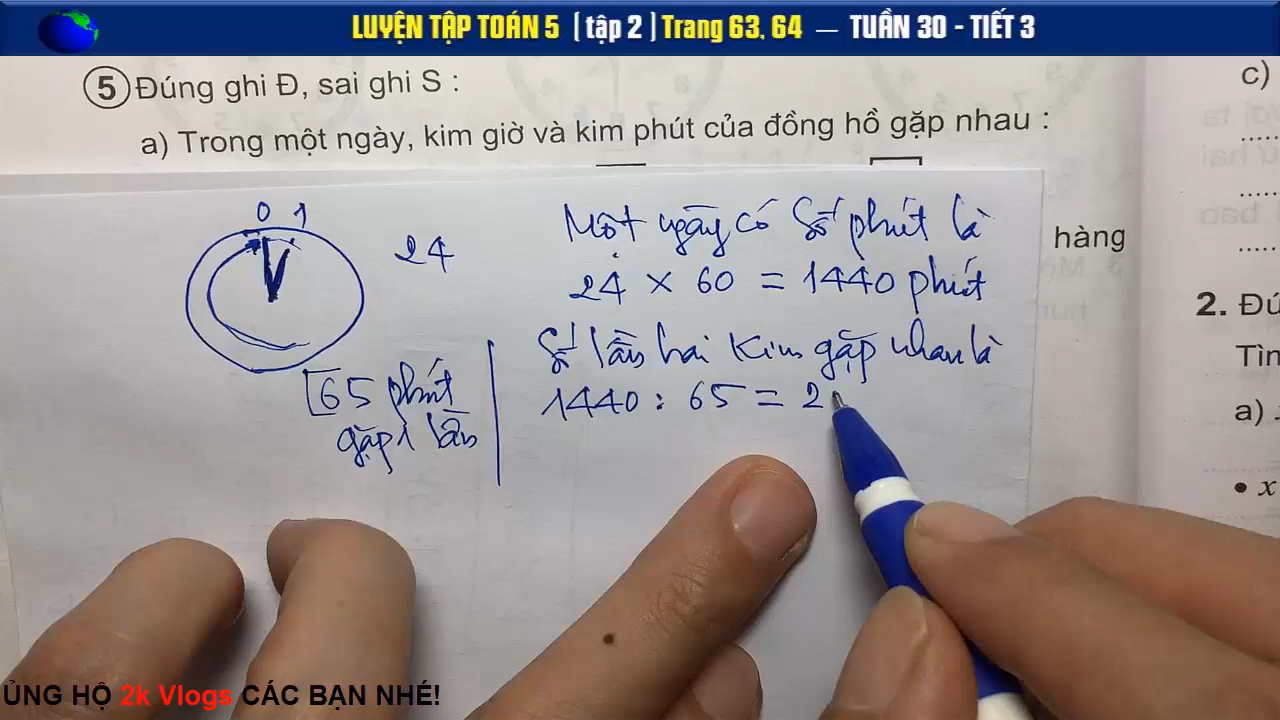 LUYỆN TẬP TOÁN 5 ( tập 2 ) Trang 63, 64 — TUẦN 30 - TIẾT 3
5 Đúng ghi Đ, sai ghi S :
a) Trong một ngày, kim giờ và kim phút của đồng hồ gặp nhau :
0 1
24
65 phút
gặp 1 lần
Một ngày có số phút là
24 × 60 = 1440 phút
Số lần hai kim gặp nhau là
1440 : 65 = 2
hàng
c)
2. Đú
Tìn
a)
• x
ỦNG HỘ 2k Vlogs CÁC BẠN NHÉ!